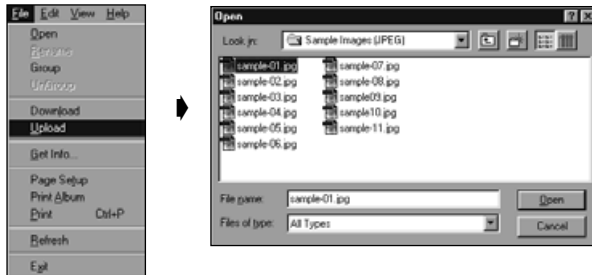 File Edit View Help
Open
Rename
Group
UnGroup
Download
Upload
Get Info...
Page Setup
Print Album
Print Ctrl+P
Refresh
Exit
Open
Look in: Sample Images (JPEG)
sample-01.jpg sample-07.jpg
sample-02.jpg sample-08.jpg
sample-03.jpg sample09.jpg
sample-04.jpg sample10.jpg
sample-05.jpg sample-11.jpg
sample-06.jpg
File name: sample-01.jpg Open
Files of type: All Types Cancel